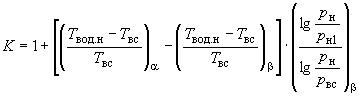 K = 1 + [ ( (T_вод.н − T_вс) / T_вс )_α − ( (T_вод.н − T_вс) / T_вс )_β ] · ( (lg (p_н / p_н1)) / (lg (p_н / p_вс)) )_β